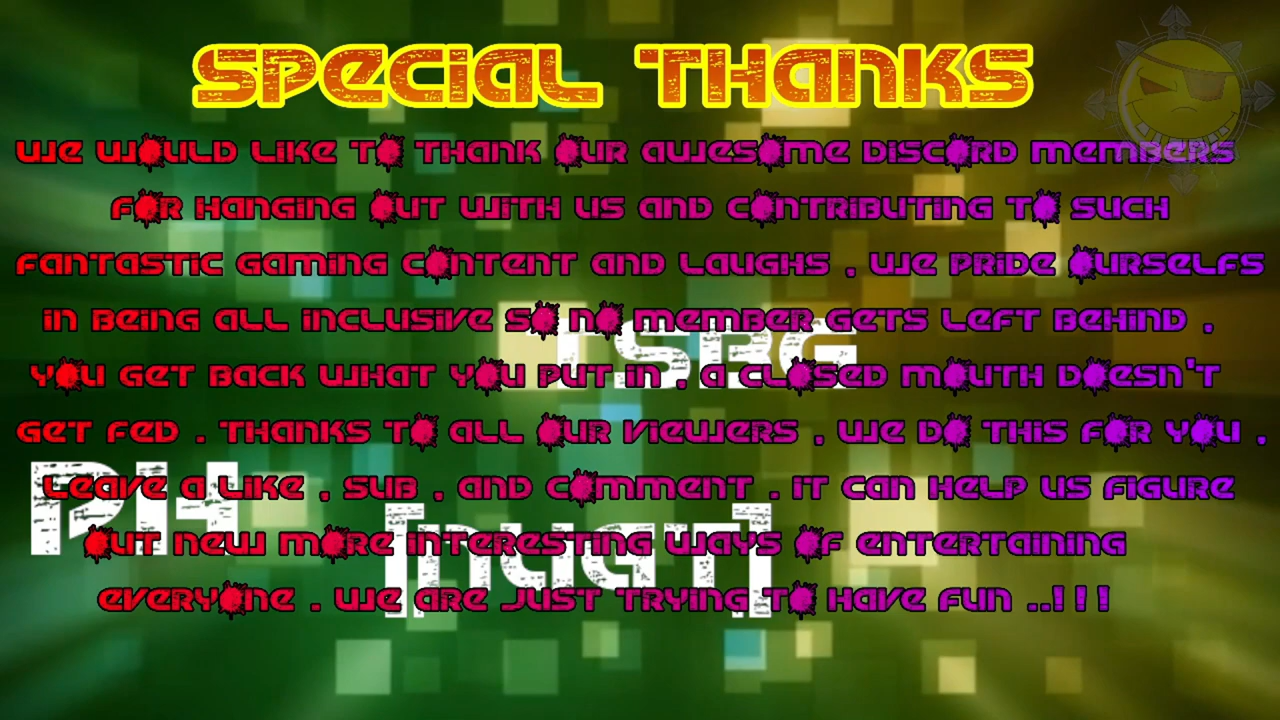 SPECIAL THANKS
WE WOULD LIKE TO THANK OUR AWESOME DISCORD MEMBERS
FOR HANGING OUT WITH US AND CONTRIBUTING TO SUCH
FANTASTIC GAMING CONTENT AND LAUGHS , WE PRIDE OURSELFS
IN BEING ALL INCLUSIVE SO NO MEMBER GETS LEFT BEHIND .
TSBG
YOU GET BACK WHAT YOU PUT IN , A CLOSED MOUTH DOESN'T
GET FED . THANKS TO ALL OUR VIEWERS , WE DO THIS FOR YOU ,
LEAVE A LIKE , SUB , AND COMMENT . IT CAN HELP US FIGURE
OUT NEW MORE INTERESTING WAYS OF ENTERTAINING
EVERYONE . WE ARE JUST TRYING TO HAVE FUN ..!!!